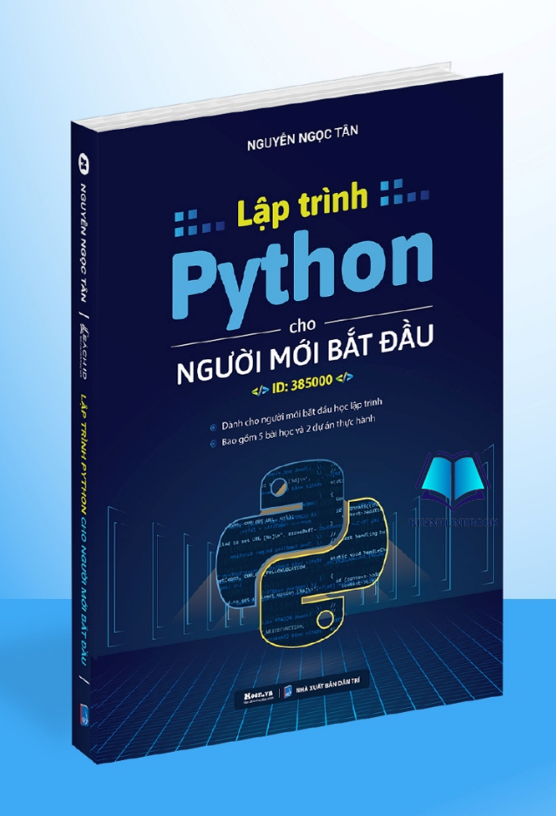 NGUYỄN NGỌC TÂN
Lập trình
Python
cho
NGƯỜI MỚI BẮT ĐẦU
</> ID: 385000 </>
Dành cho người mới bắt đầu học lập trình
Bao gồm 5 bài học và 2 dự án thực hành
NHÀ XUẤT BẢN DÂN TRÍ
NGUYỄN NGỌC TÂN
LẬP TRÌNH PYTHON CHO NGƯỜI MỚI BẮT ĐẦU